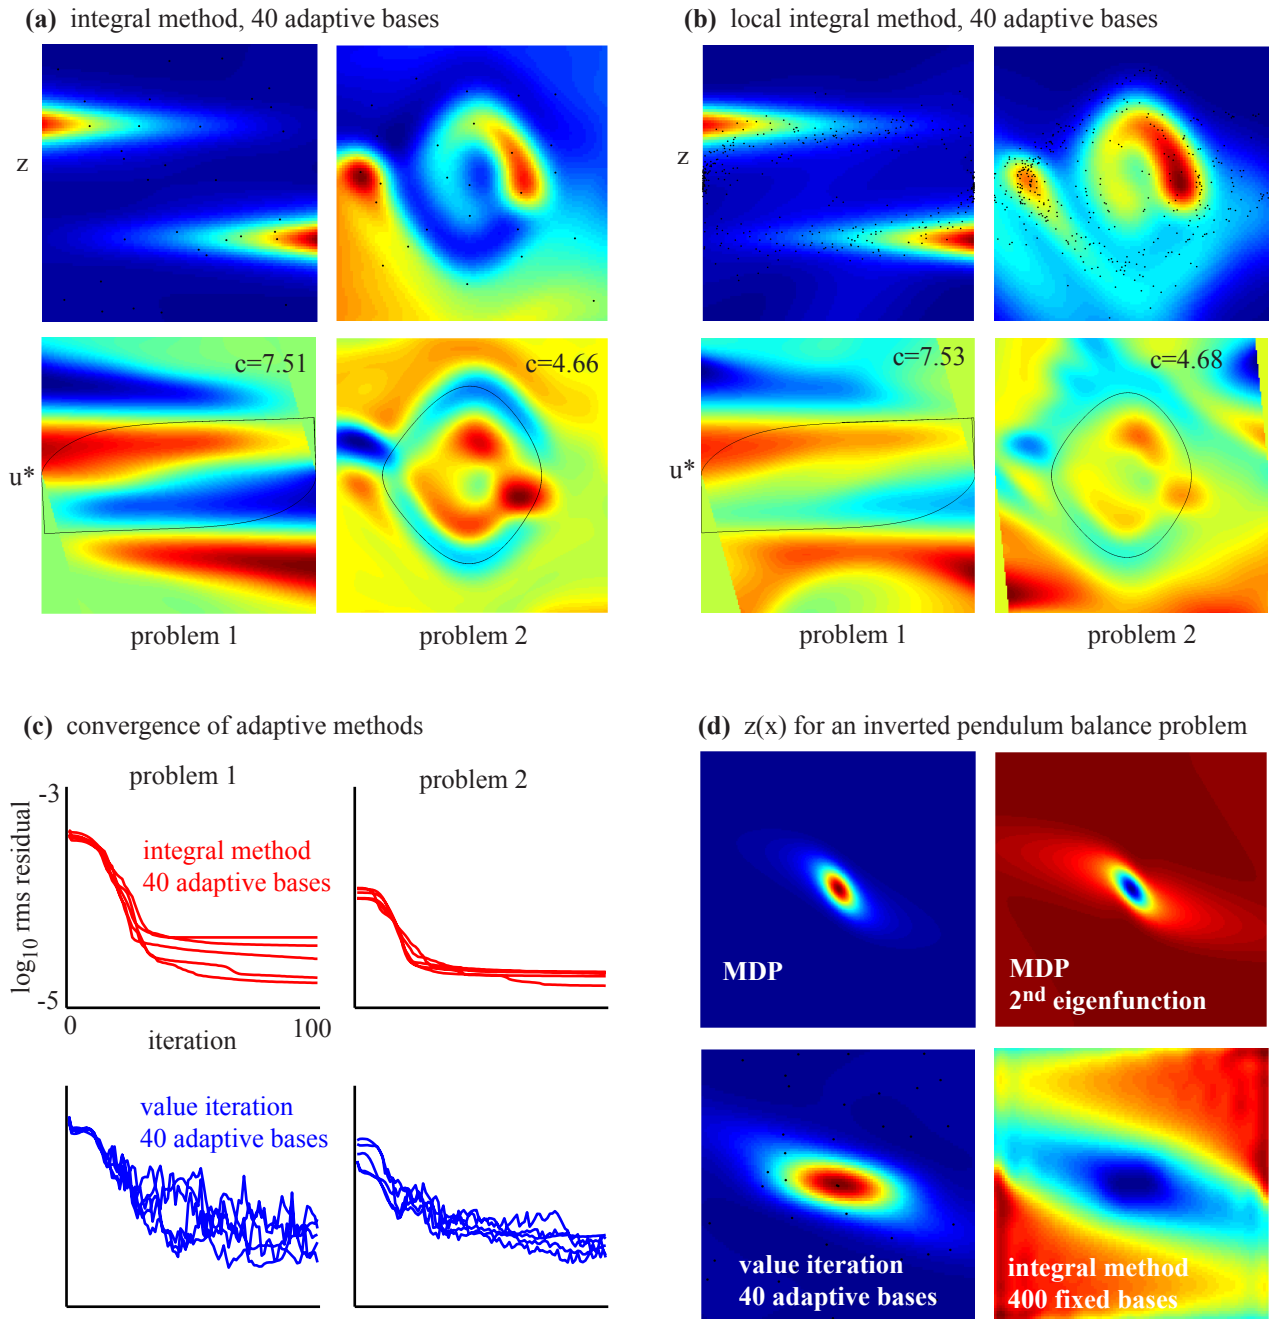 (a) integral method, 40 adaptive bases
(b) local integral method, 40 adaptive bases
z
z
c=7.51
c=4.66
c=7.53
c=4.68
u*
u*
problem 1
problem 2
problem 1
problem 2
(c) convergence of adaptive methods
(d) z(x) for an inverted pendulum balance problem
problem 1
problem 2
-3
log10 rms residual
integral method
40 adaptive bases
-5
0
100
iteration
MDP
MDP
2nd eigenfunction
value iteration
40 adaptive bases
value iteration
40 adaptive bases
integral method
400 fixed bases